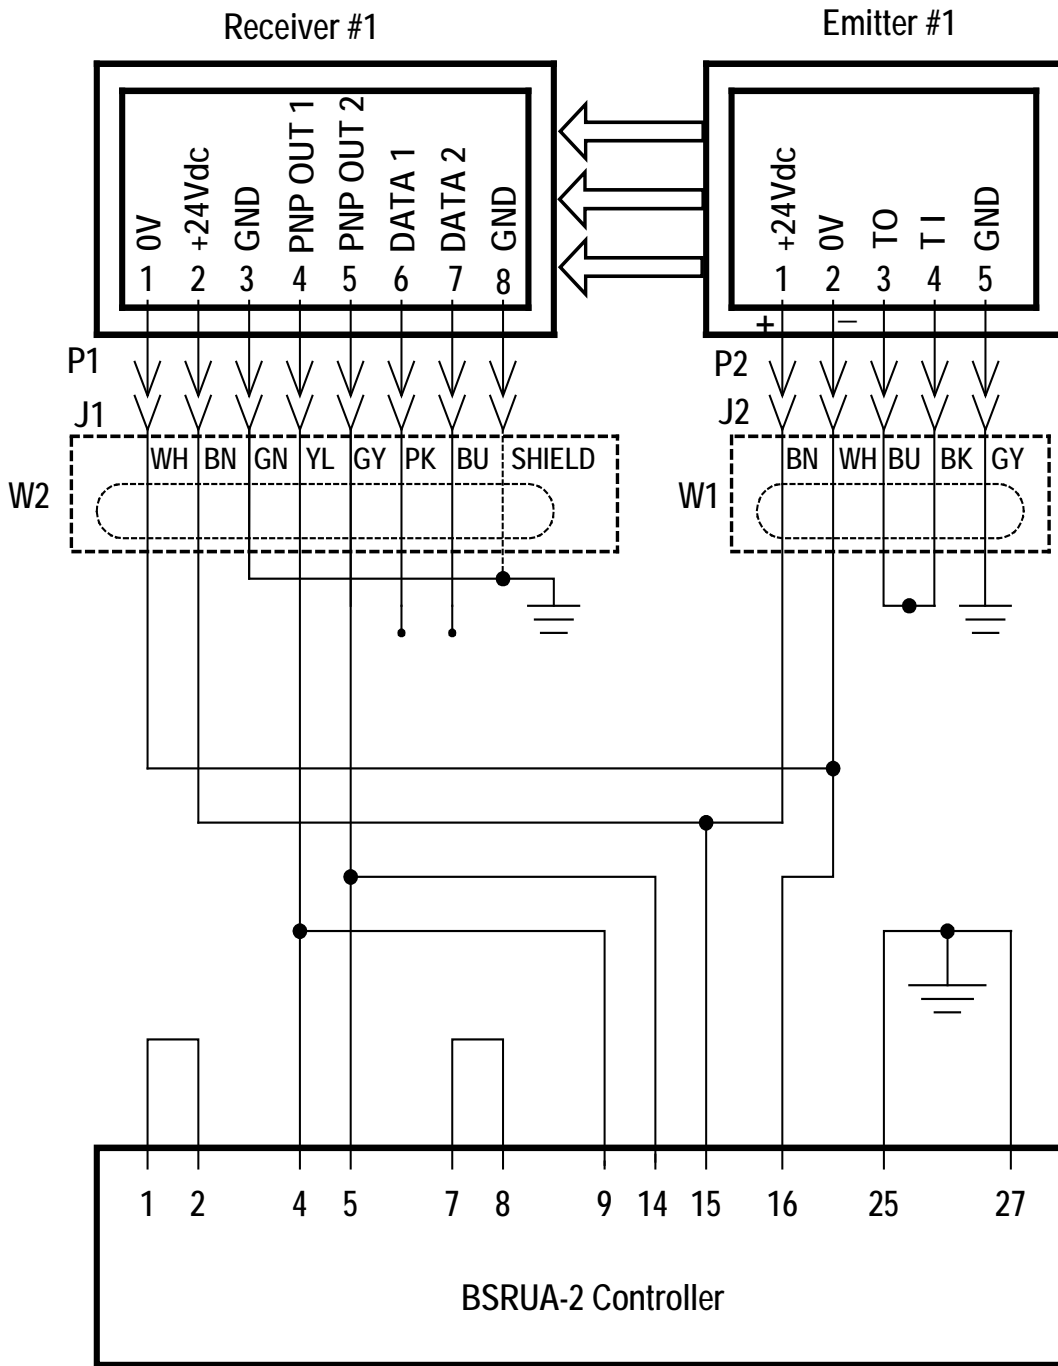 Receiver #1
Emitter #1
0V
+24Vdc
GND
PNP OUT 1
PNP OUT 2
DATA 1
DATA 2
GND
1 2 3 4 5 6 7 8
+24Vdc
0V
TO
T I
GND
1 2 3 4 5
+ −
P1
J1
P2
J2
WH BN GN YL GY PK BU SHIELD
W2
BN WH BU BK GY
W1
1 2 4 5 7 8 9 14 15 16 25 27
BSRUA-2 Controller